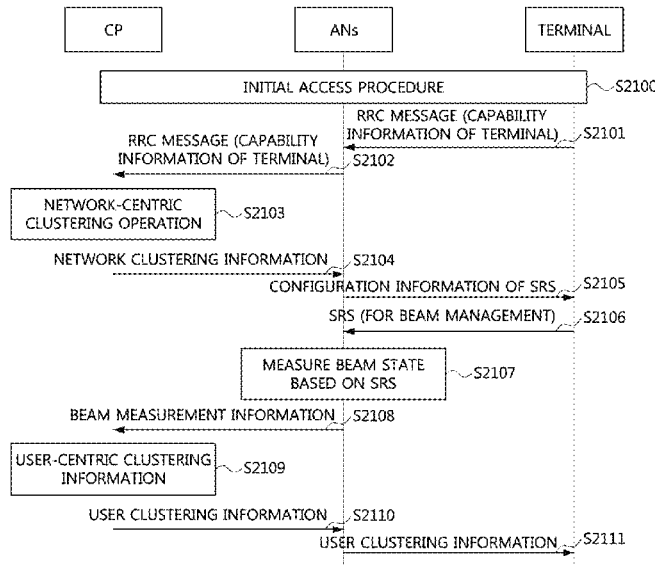 CP
ANs
TERMINAL
INITIAL ACCESS PROCEDURE
S2100
RRC MESSAGE (CAPABILITY
INFORMATION OF TERMINAL)
S2101
RRC MESSAGE (CAPABILITY
INFORMATION OF TERMINAL)
S2102
NETWORK-CENTRIC
CLUSTERING OPERATION
S2103
NETWORK CLUSTERING INFORMATION
S2104
CONFIGURATION INFORMATION OF SRS
S2105
SRS (FOR BEAM MANAGEMENT)
S2106
MEASURE BEAM STATE
BASED ON SRS
S2107
BEAM MEASUREMENT INFORMATION
S2108
USER-CENTRIC CLUSTERING
INFORMATION
S2109
USER CLUSTERING INFORMATION
S2110
USER CLUSTERING INFORMATION
S2111